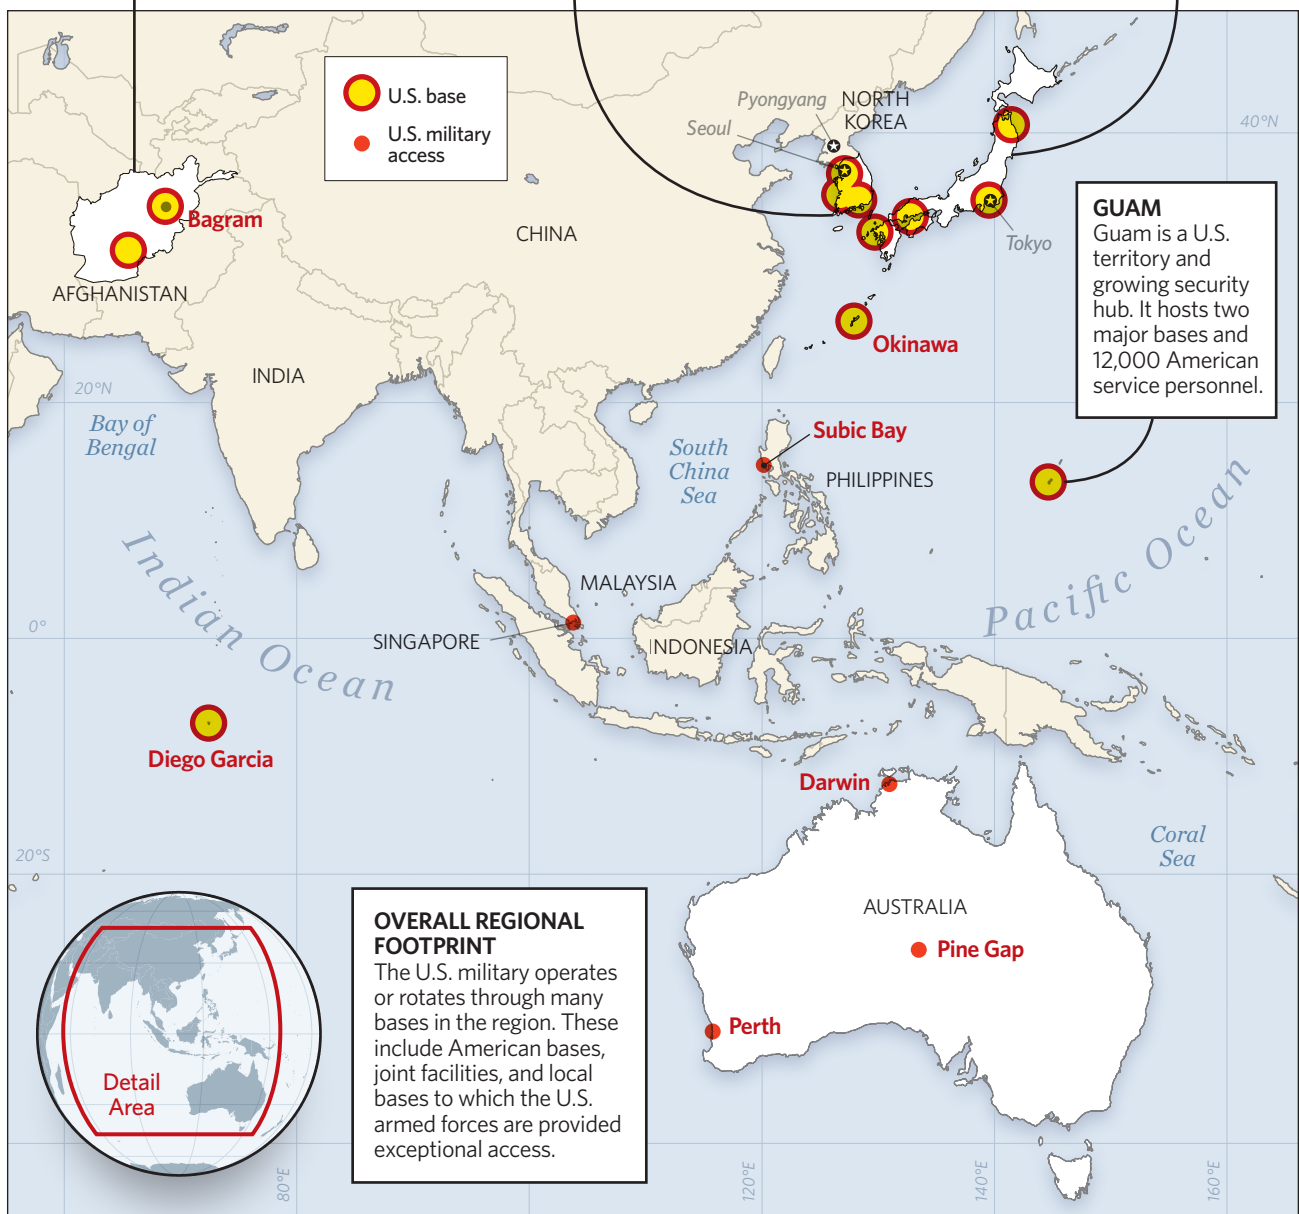 U.S. base
U.S. military
access
Pyongyang
NORTH
KOREA
Seoul
40°N
Bagram
AFGHANISTAN
CHINA
Tokyo
GUAM
Guam is a U.S.
territory and
growing security
hub. It hosts two
major bases and
12,000 American
service personnel.
Okinawa
INDIA
20°N
Bay of
Bengal
South
China
Sea
Subic Bay
PHILIPPINES
Indian Ocean
Pacific Ocean
MALAYSIA
0°
SINGAPORE
INDONESIA
Diego Garcia
Darwin
Coral
Sea
20°S
AUSTRALIA
Pine Gap
Perth
OVERALL REGIONAL
FOOTPRINT
The U.S. military operates
or rotates through many
bases in the region. These
include American bases,
joint facilities, and local
bases to which the U.S.
armed forces are provided
exceptional access.
Detail
Area
80°E
120°E
140°E
160°E